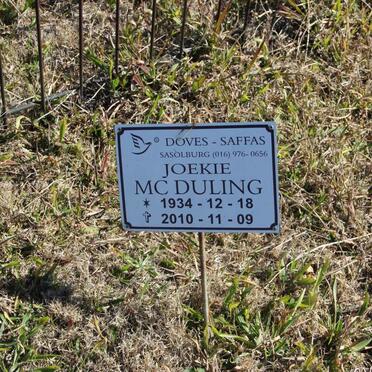 ® DOVES - SAFFAS
SASOLBURG (016) 976- 0656
JOEKIE
MC DULING
✶ 1934 - 12 - 18
✞ 2010 - 11 - 09